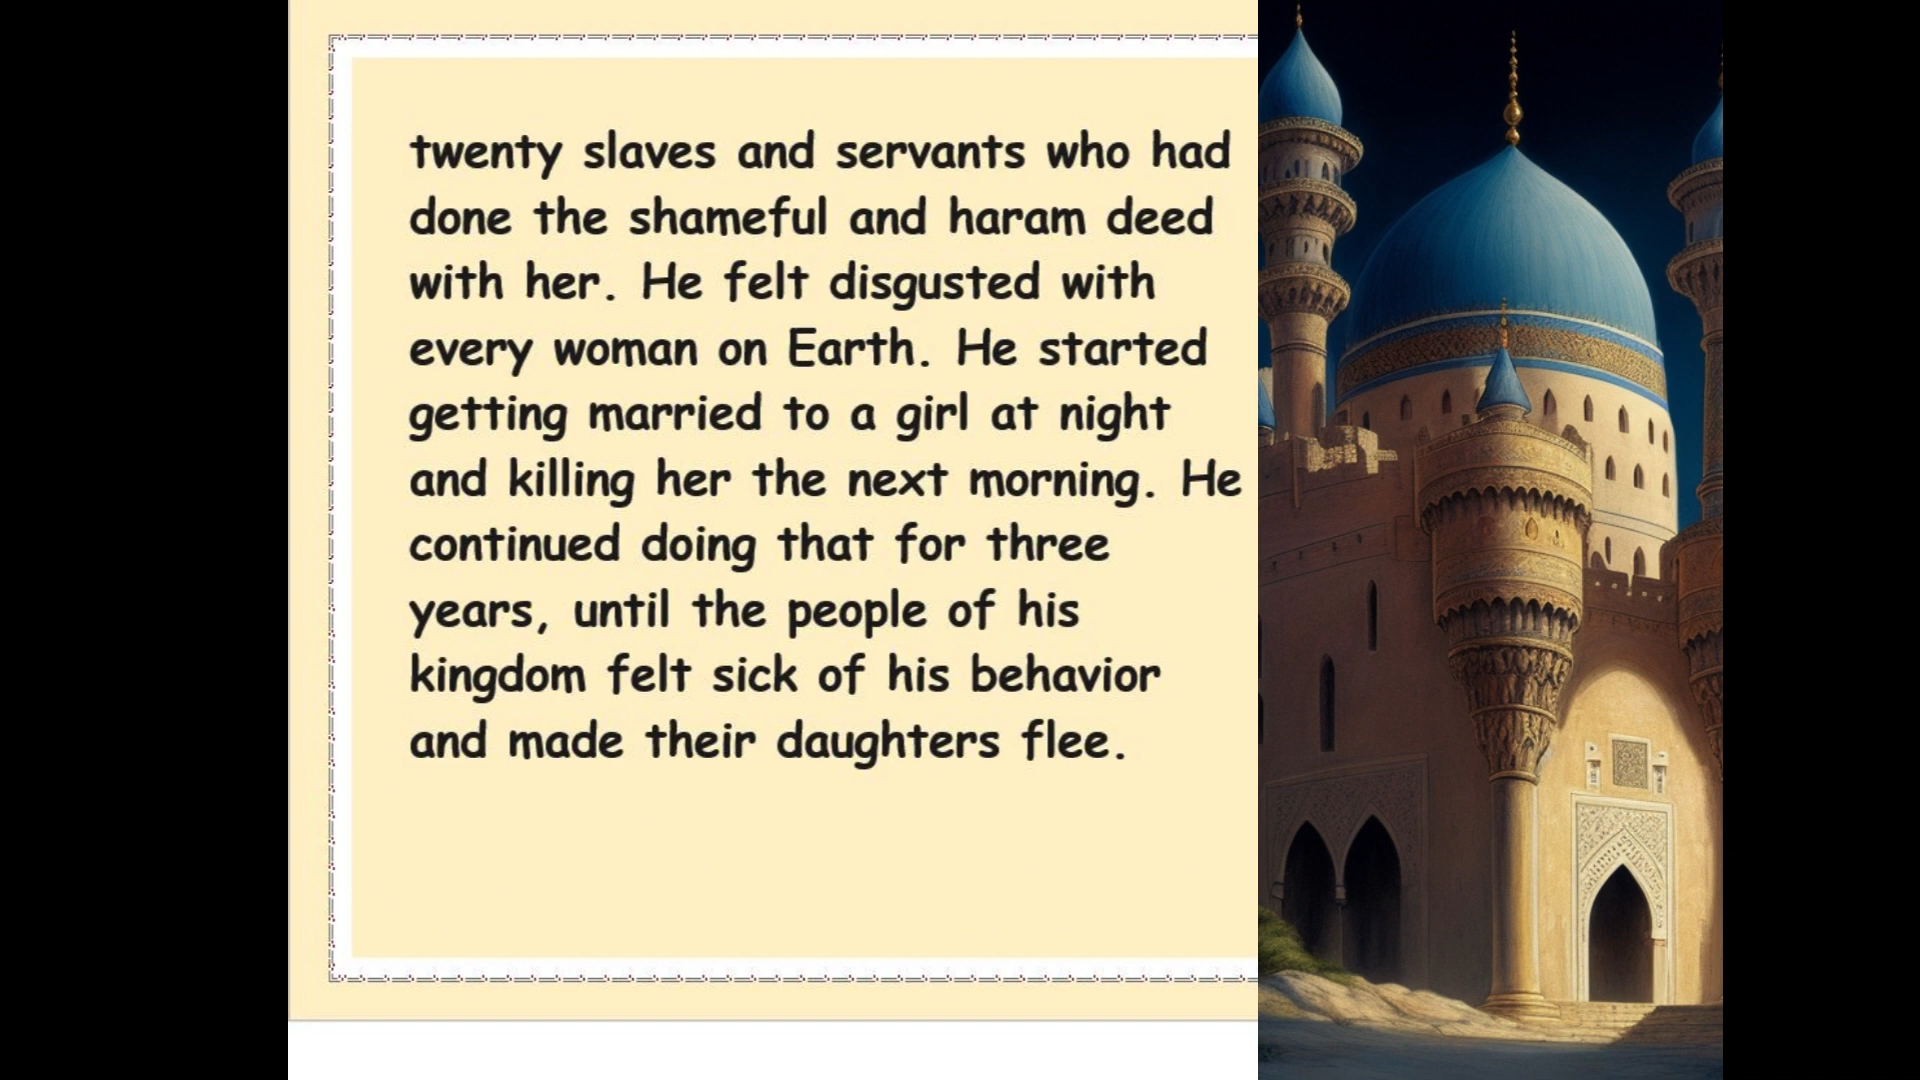 twenty slaves and servants who had
done the shameful and haram deed
with her. He felt disgusted with
every woman on Earth. He started
getting married to a girl at night
and killing her the next morning. He
continued doing that for three
years, until the people of his
kingdom felt sick of his behavior
and made their daughters flee.